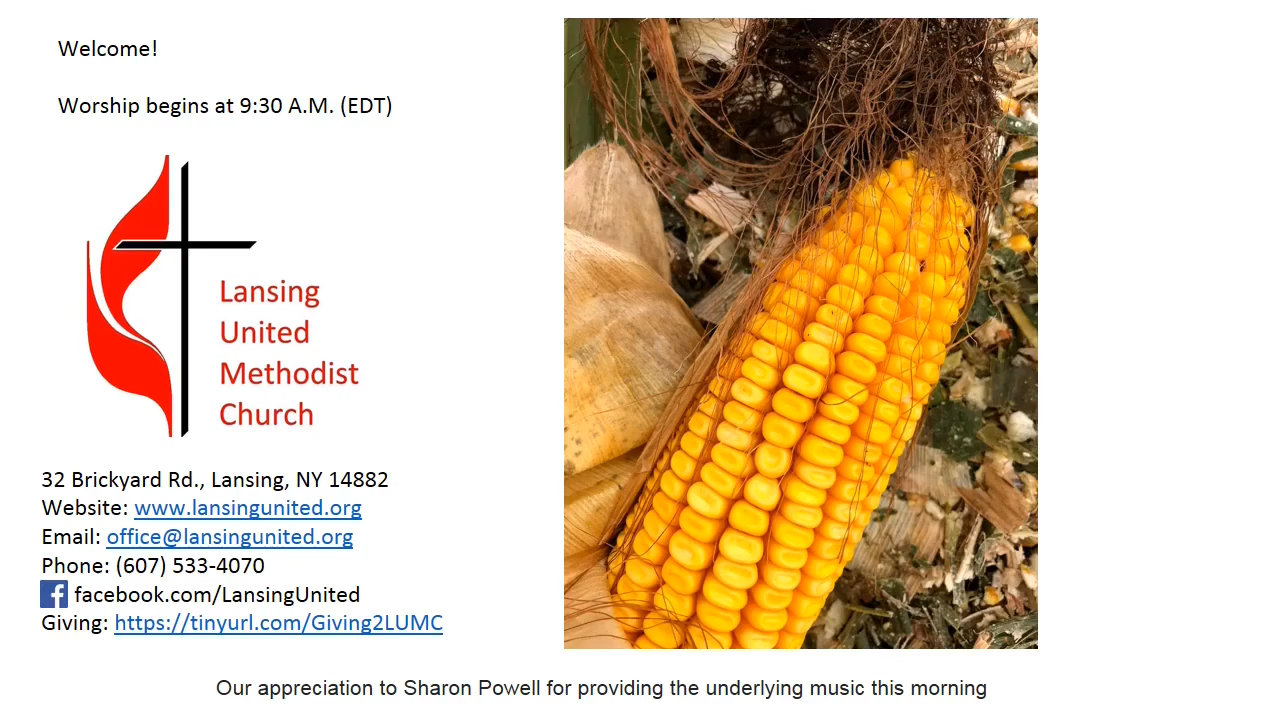 Welcome!
Worship begins at 9:30 A.M. (EDT)
Lansing
United
Methodist
Church
32 Brickyard Rd., Lansing, NY 14882
Website: www.lansingunited.org
Email: office@lansingunited.org
Phone: (607) 533-4070
facebook.com/LansingUnited
Giving: https://tinyurl.com/Giving2LUMC
Our appreciation to Sharon Powell for providing the underlying music this morning